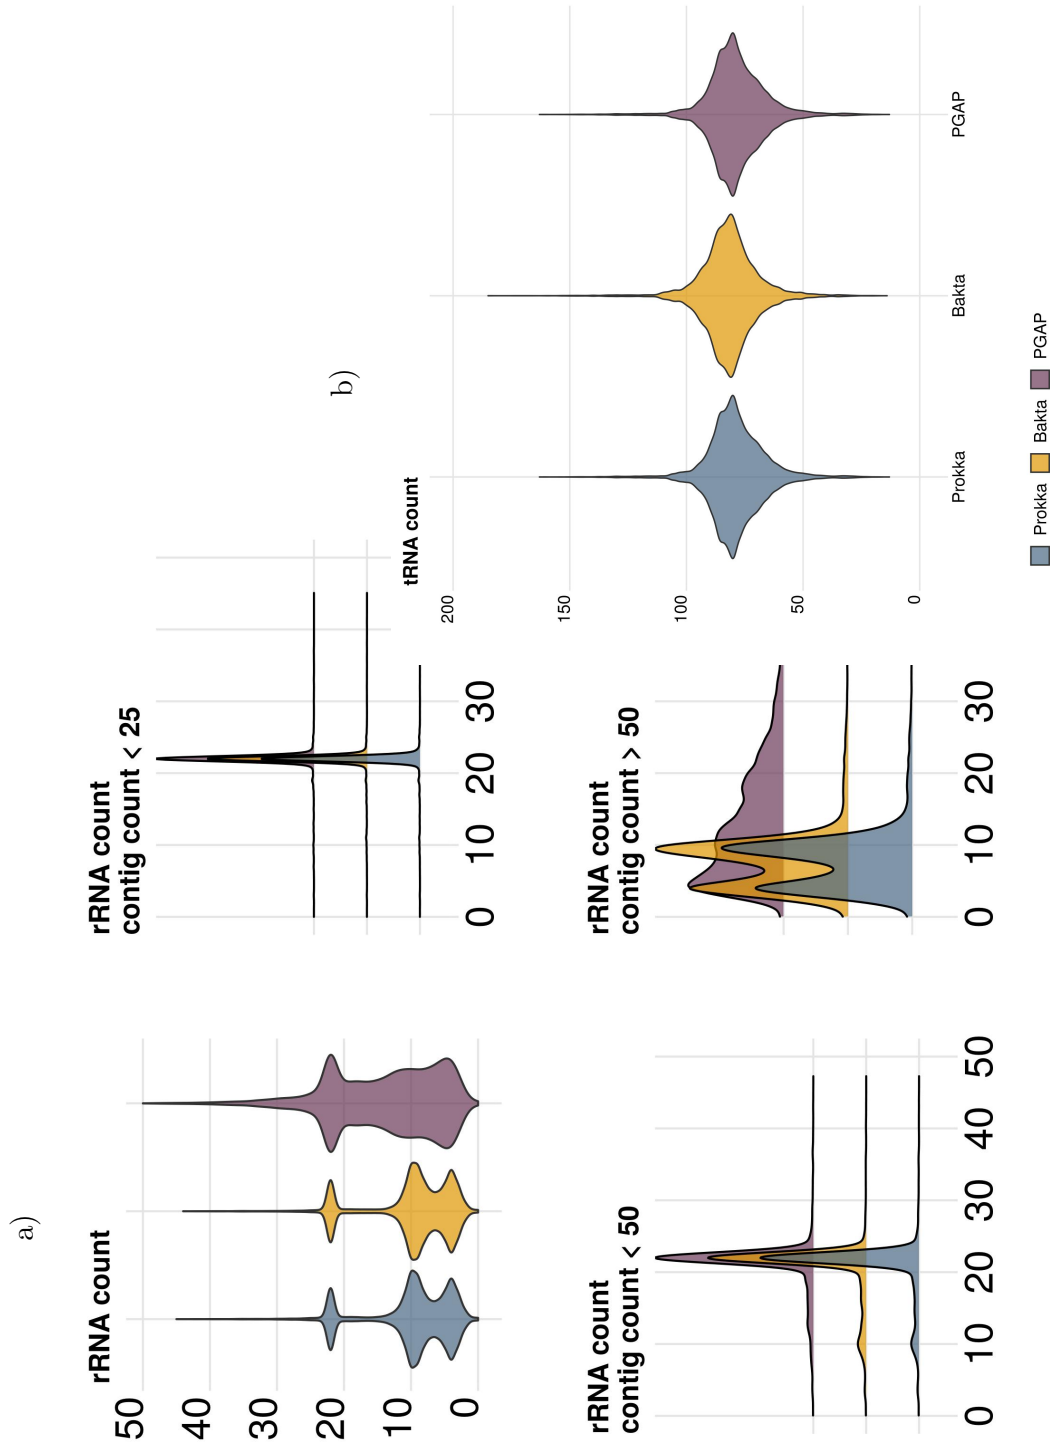 a)
rRNA count
50
40
30
20
10
0
rRNA count
contig count < 25
0 10 20 30
rRNA count
contig count < 50
0 10 20 30 40 50
rRNA count
contig count > 50
0 10 20 30
b)
tRNA count
200
150
100
50
0
Prokka Bakta PGAP
Prokka Bakta PGAP